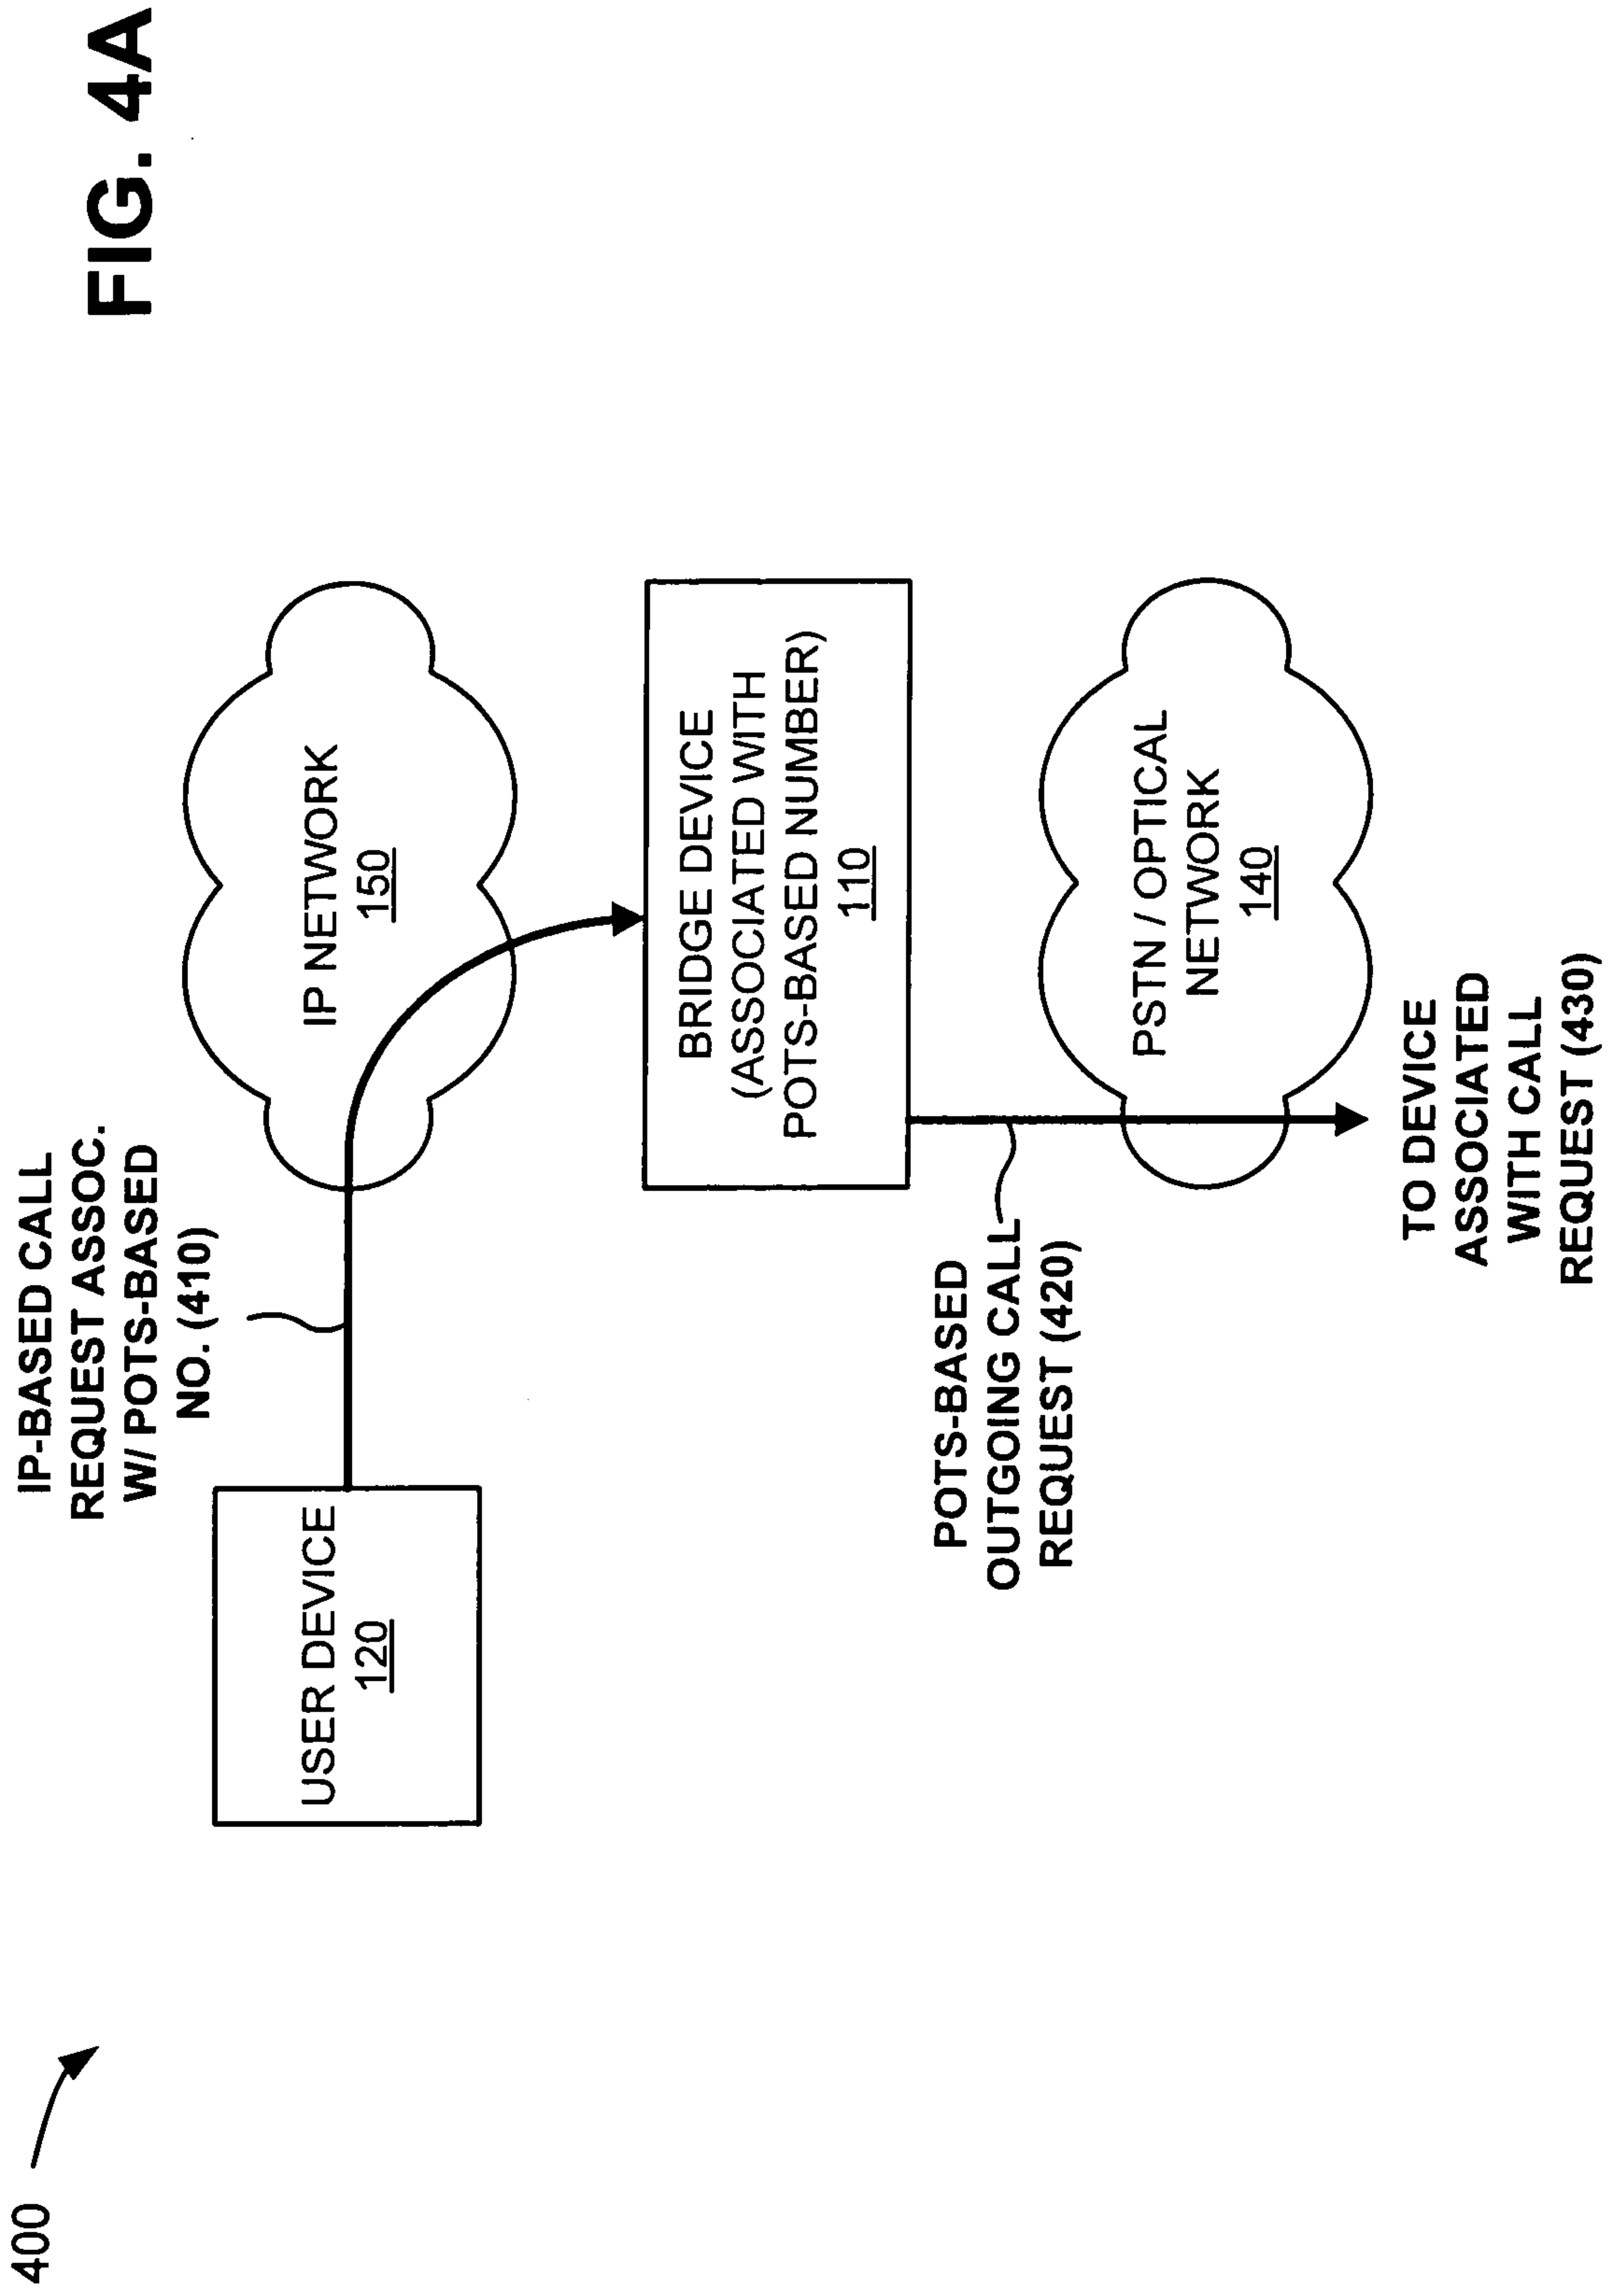 400
IP-BASED CALL
REQUEST ASSOC.
W/ POTS-BASED
NO. (410)
USER DEVICE
120
IP NETWORK
150
BRIDGE DEVICE
(ASSOCIATED WITH
POTS-BASED NUMBER)
110
POTS-BASED
OUTGOING CALL
REQUEST (420)
PSTN / OPTICAL
NETWORK
140
TO DEVICE
ASSOCIATED
WITH CALL
REQUEST (430)
FIG. 4A